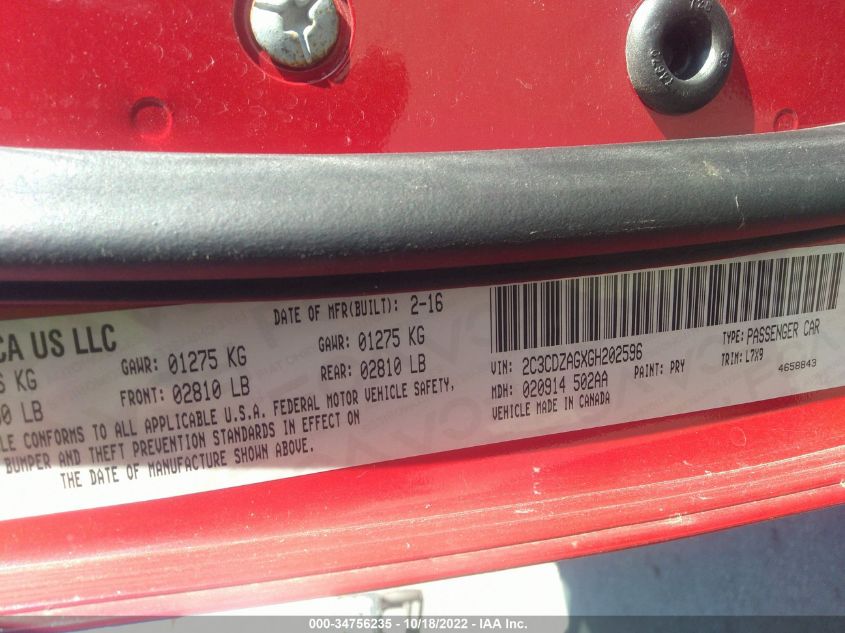 CA US LLC
DATE OF MFR(BUILT): 2-16
GAWR: 01275 KG
GAWR: 01275 KG
KG
FRONT: 02810 LB
REAR: 02810 LB
LB
LE CONFORMS TO ALL APPLICABLE U.S.A. FEDERAL MOTOR VEHICLE SAFETY,
BUMPER AND THEFT PREVENTION STANDARDS IN EFFECT ON
THE DATE OF MANUFACTURE SHOWN ABOVE.
VIN: 2C3CDZAGXGH202596
TYPE: PASSENGER CAR
MDH: 020914 502AA
PAINT: PRY
TRIM: L7X9
VEHICLE MADE IN CANADA
4658843
000-34756235 - 10/18/2022 - IAA Inc.